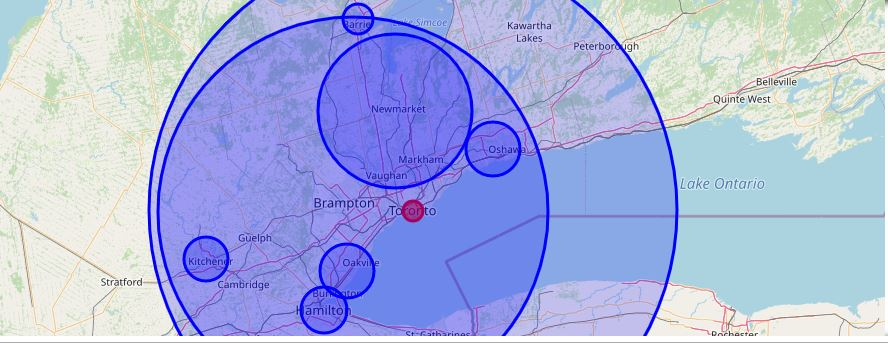 Barrie
Lake Simcoe
Kawartha
Lakes
Peterborough
Belleville
Quinte West
Newmarket
Markham
Oshawa
Vaughan
Brampton
Toronto
Lake Ontario
Guelph
Kitchener
Oakville
Stratford
Cambridge
Burlington
Hamilton
St. Catharines
Rochester